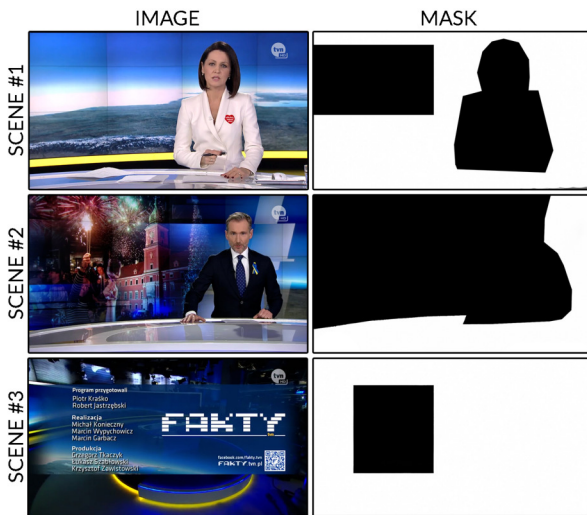 IMAGE
MASK
SCENE #1
tvn
SCENE #2
tvn
SCENE #3
tvn
Program przygotowali
Piotr Kraśko
Robert Jastrzębski
Realizacja
Michał Konieczny
Marcin Wypychowicz
Marcin Garbacz
Produkcja
Grzegorz Tkaczyk
Łukasz Szabłowski
Krzysztof Zawistowski
FAKTY
tvn
facebook.com/fakty.tvn
FAKTY tvn.pl